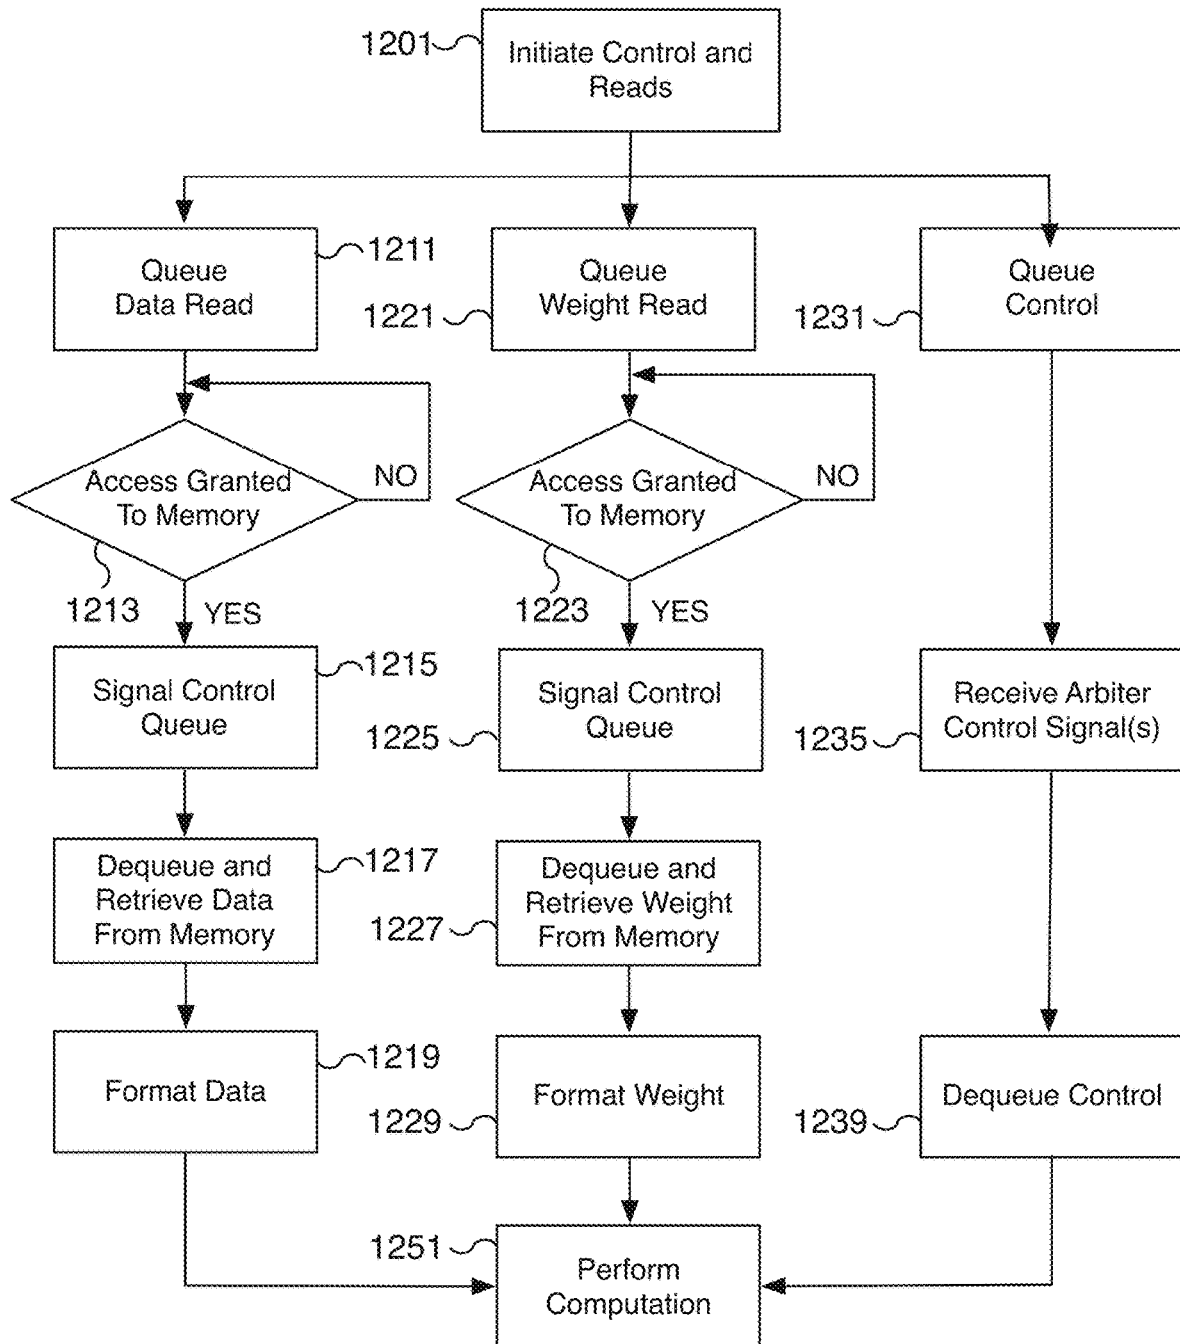 1201
Initiate Control and
Reads
Queue
Data Read
1211
Queue
Weight Read
1221
Queue
Control
1231
Access Granted
To Memory
NO
1213
YES
Access Granted
To Memory
NO
1223
YES
Signal Control
Queue
1215
Signal Control
Queue
1225
Receive Arbiter
Control Signal(s)
1235
Dequeue and
Retrieve Data
From Memory
1217
Dequeue and
Retrieve Weight
From Memory
1227
Format Data
1219
Format Weight
1229
Dequeue Control
1239
1251
Perform
Computation